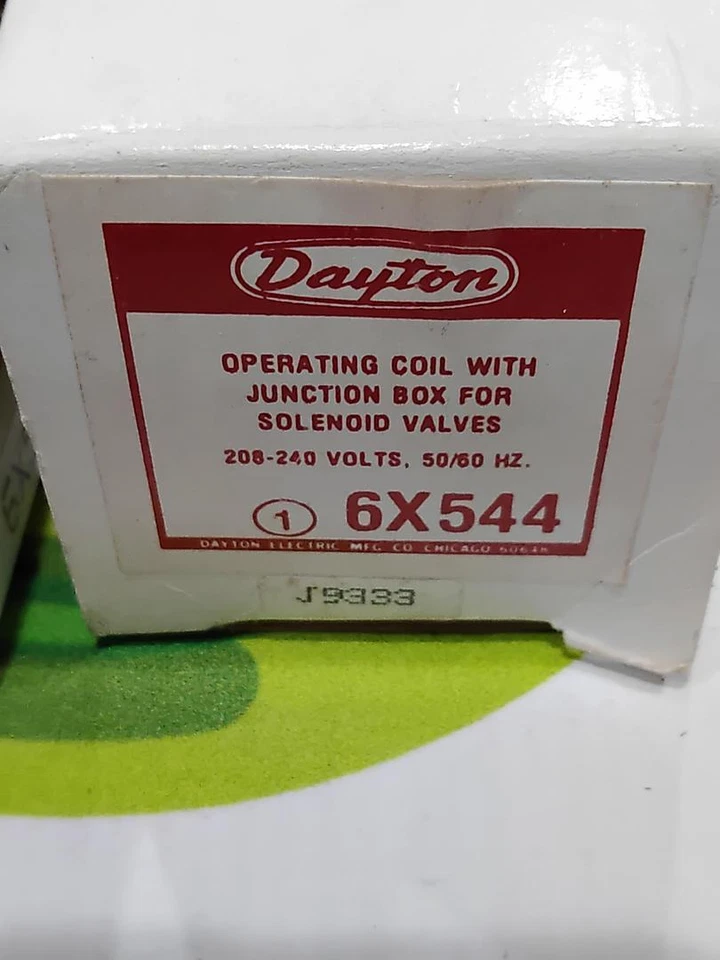 Dayton
OPERATING COIL WITH
JUNCTION BOX FOR
SOLENOID VALVES
208-240 VOLTS, 50/60 HZ.
1 6X544
DAYTON ELECTRIC MFG CO CHICAGO 60648
J9333